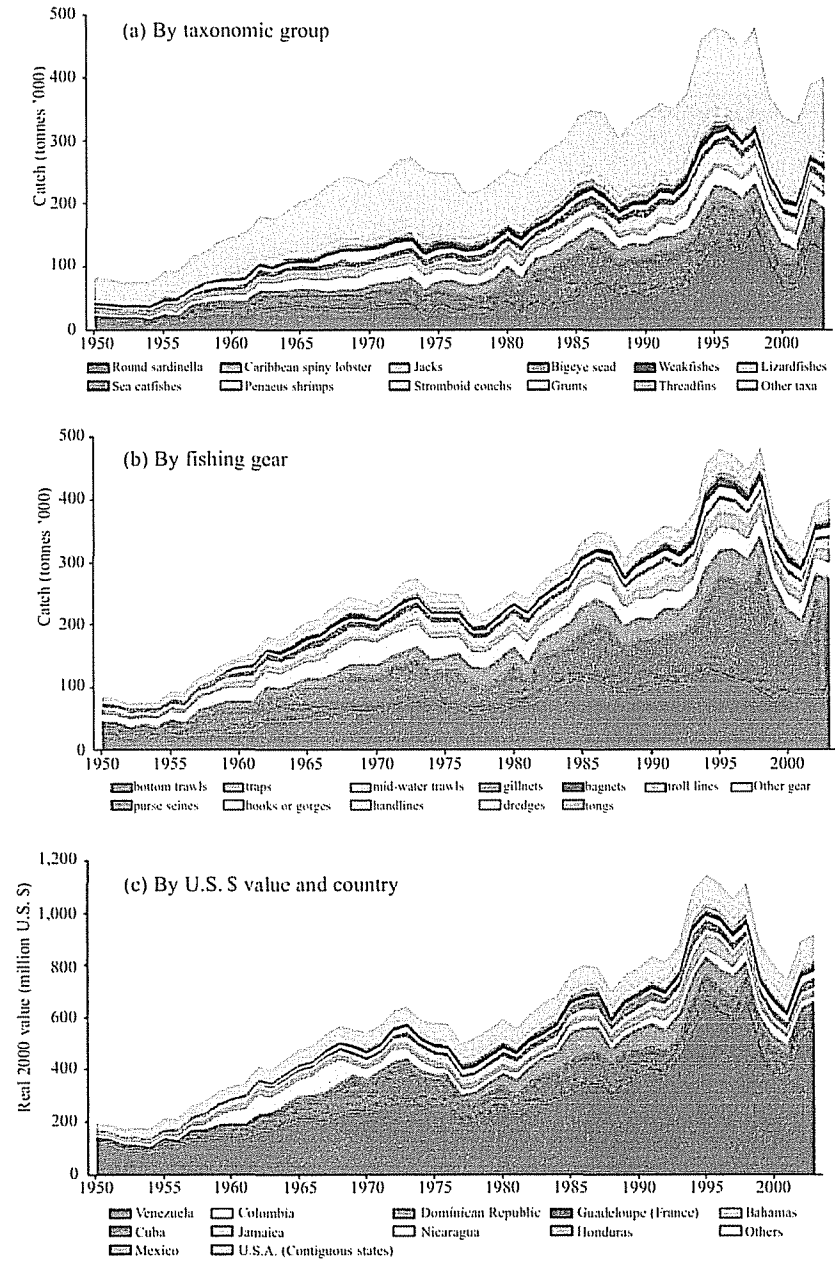 (a) By taxonomic group
Catch (tonnes '000)
500
400
300
200
100
0
1950 1955 1960 1965 1970 1975 1980 1985 1990 1995 2000
Round sardinella Caribbean spiny lobster Jacks Bigeye scad Weakfishes Lizardfishes
Sea catfishes Penaeus shrimps Stromboid conchs Grunts Threadfins Other taxa
(b) By fishing gear
Catch (tonnes '000)
500
400
300
200
100
0
1950 1955 1960 1965 1970 1975 1980 1985 1990 1995 2000
bottom trawls traps mid-water trawls gillnets bagnets troll lines Other gear
purse seines hooks or gorges handlines dredges tongs
(c) By U.S. $ value and country
Real 2000 value (million U.S. $)
1,200
1,000
800
600
400
200
0
1950 1955 1960 1965 1970 1975 1980 1985 1990 1995 2000
Venezuela Colombia Dominican Republic Guadeloupe (France) Bahamas
Cuba Jamaica Nicaragua Honduras Others
Mexico U.S.A. (Contiguous states)